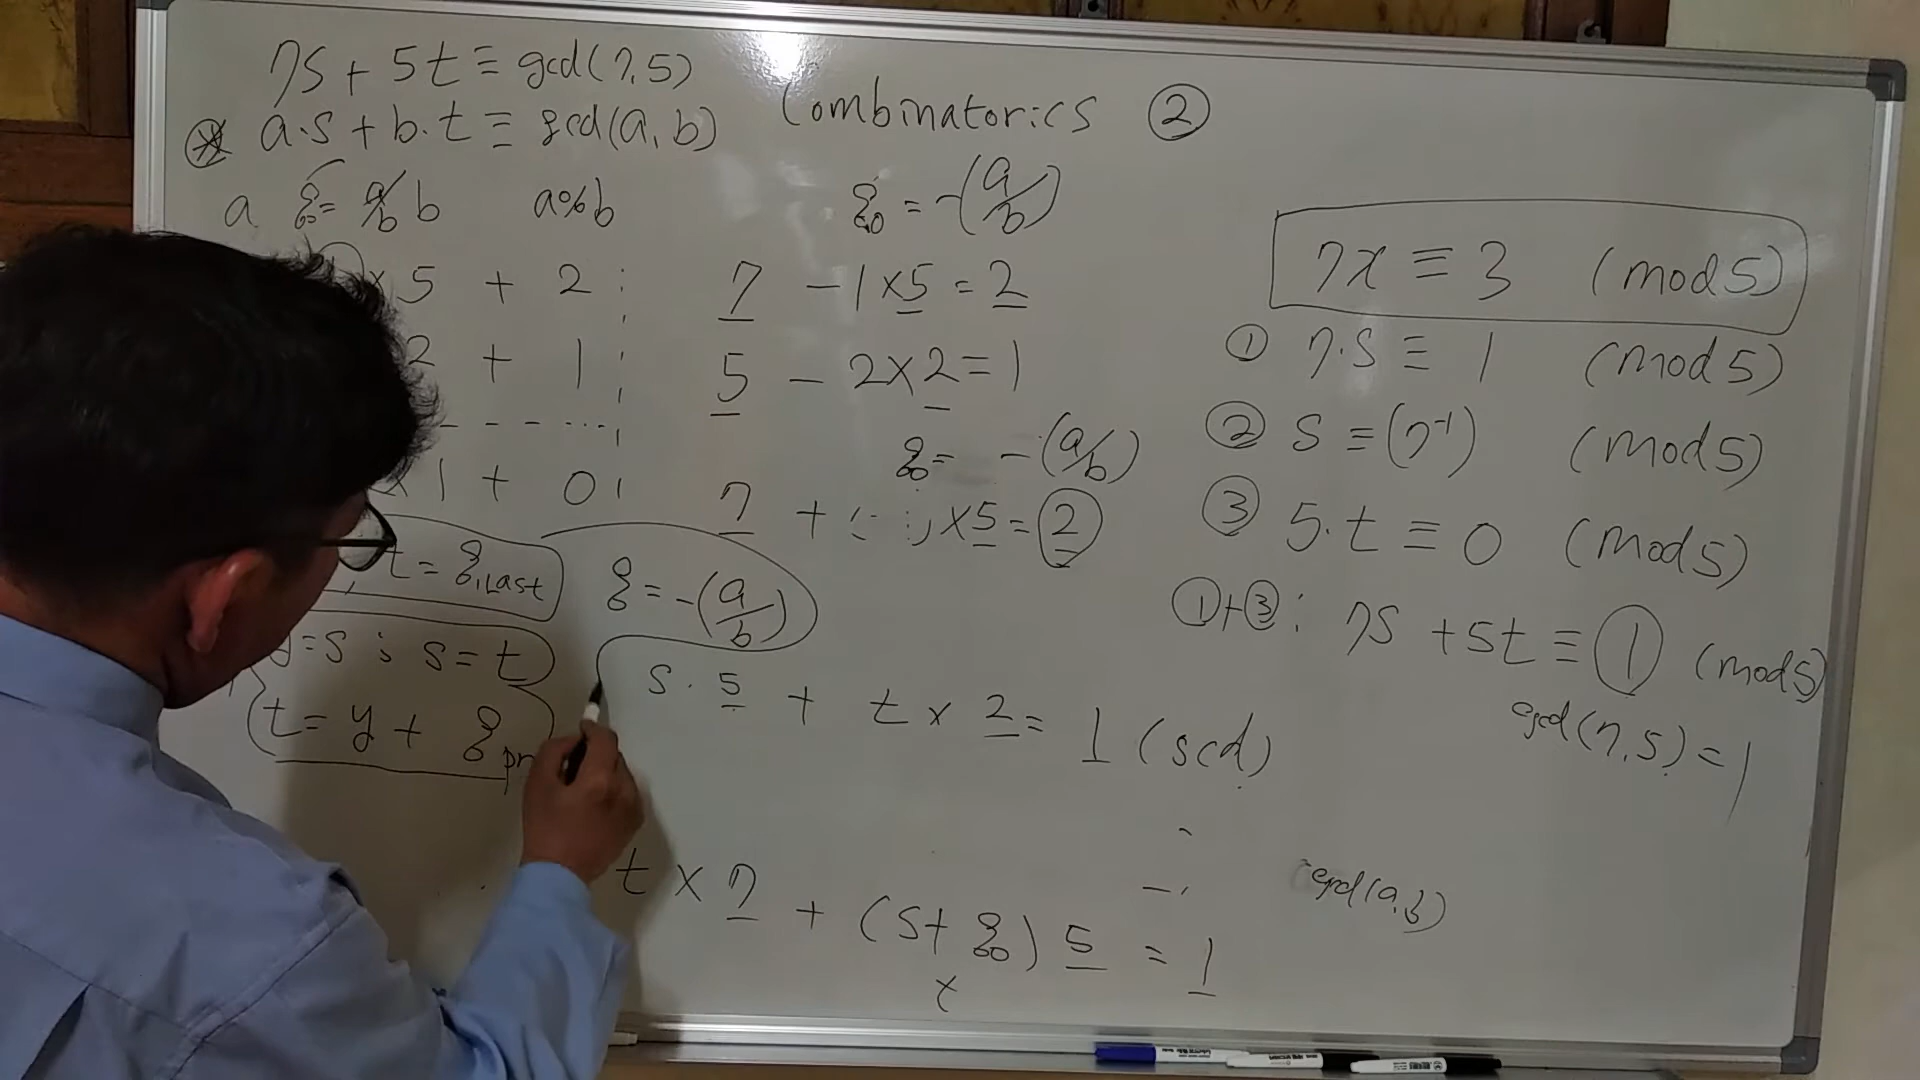 7S + 5t ≡ gcd(7,5)
Combinatorics ②
⊛ a·s + b·t ≡ gcd(a, b)
a g= a/b b a%b g = -(a/b)
7x ≡ 3 (mod 5)
× 5 + 2 ; 7 - 1×5 = 2
① 7·S ≡ 1 (mod 5)
2 + 1 ; 5 - 2×2 = 1
② S ≡ (7⁻¹) (mod 5)
g = -(a/b)
1 + 0 7 + ×5 = 2
③ 5·t ≡ 0 (mod 5)
t = g, Last g = -(a/b)
①+③ : 7S + 5t ≡ 1 (mod 5)
y=s ; s=t
s · 5 + t × 2 = 1 (gcd)
gcd(7,5) = 1
t = y + g
t × 7 + (s + g) 5 = 1
gcd(a,b)
t